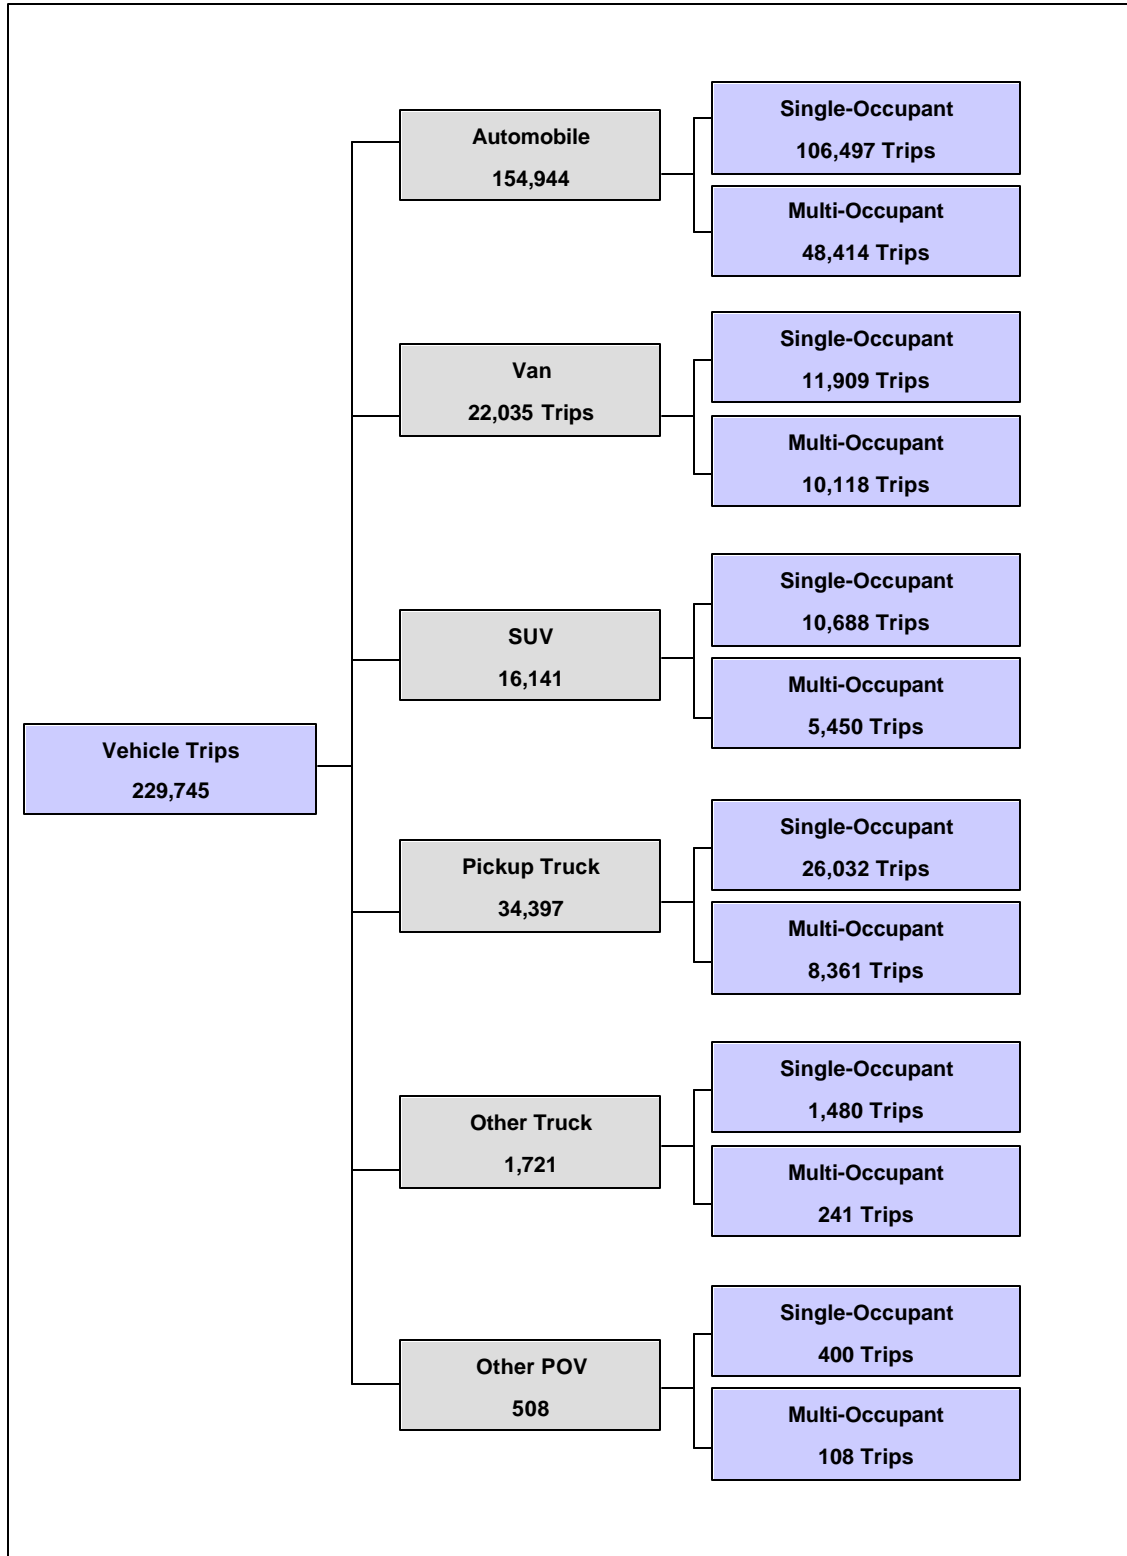 Vehicle Trips
229,745
Automobile
154,944
Single-Occupant
106,497 Trips
Multi-Occupant
48,414 Trips
Van
22,035 Trips
Single-Occupant
11,909 Trips
Multi-Occupant
10,118 Trips
SUV
16,141
Single-Occupant
10,688 Trips
Multi-Occupant
5,450 Trips
Pickup Truck
34,397
Single-Occupant
26,032 Trips
Multi-Occupant
8,361 Trips
Other Truck
1,721
Single-Occupant
1,480 Trips
Multi-Occupant
241 Trips
Other POV
508
Single-Occupant
400 Trips
Multi-Occupant
108 Trips